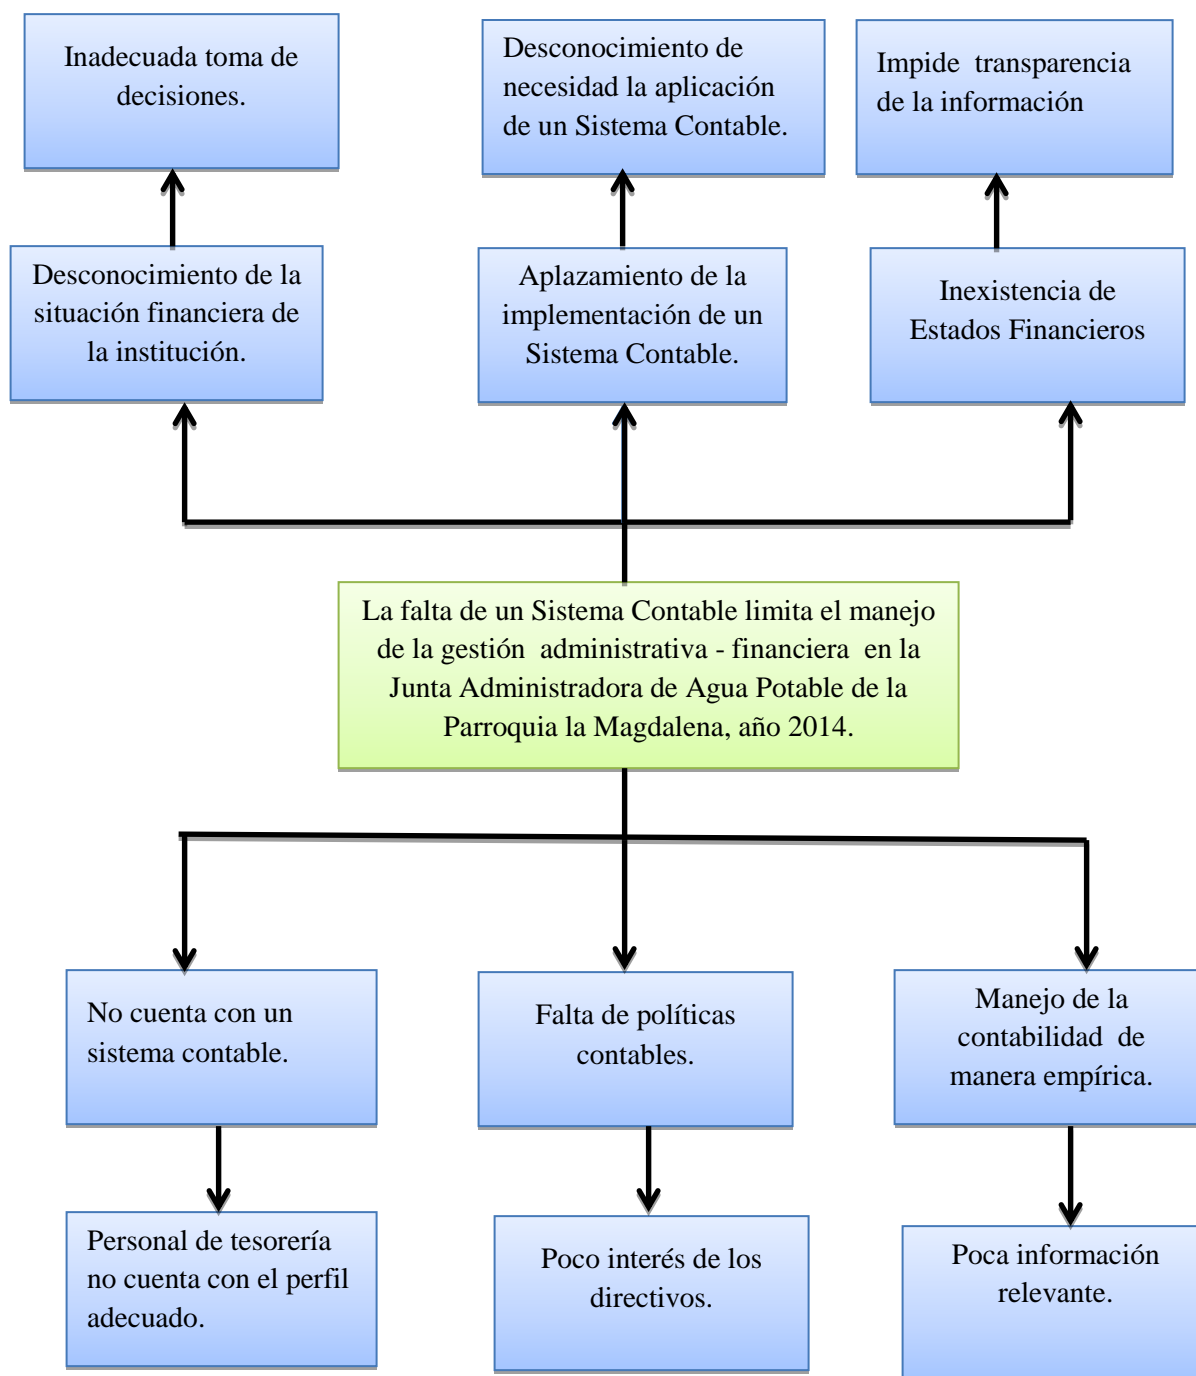 Inadecuada toma de
decisiones.
Desconocimiento de
necesidad la aplicación
de un Sistema Contable.
Impide transparencia
de la información
Desconocimiento de la
situación financiera de
la institución.
Aplazamiento de la
implementación de un
Sistema Contable.
Inexistencia de
Estados Financieros
La falta de un Sistema Contable limita el manejo
de la gestión administrativa - financiera en la
Junta Administradora de Agua Potable de la
Parroquia la Magdalena, año 2014.
No cuenta con un
sistema contable.
Falta de políticas
contables.
Manejo de la
contabilidad de
manera empírica.
Personal de tesorería
no cuenta con el perfil
adecuado.
Poco interés de los
directivos.
Poca información
relevante.